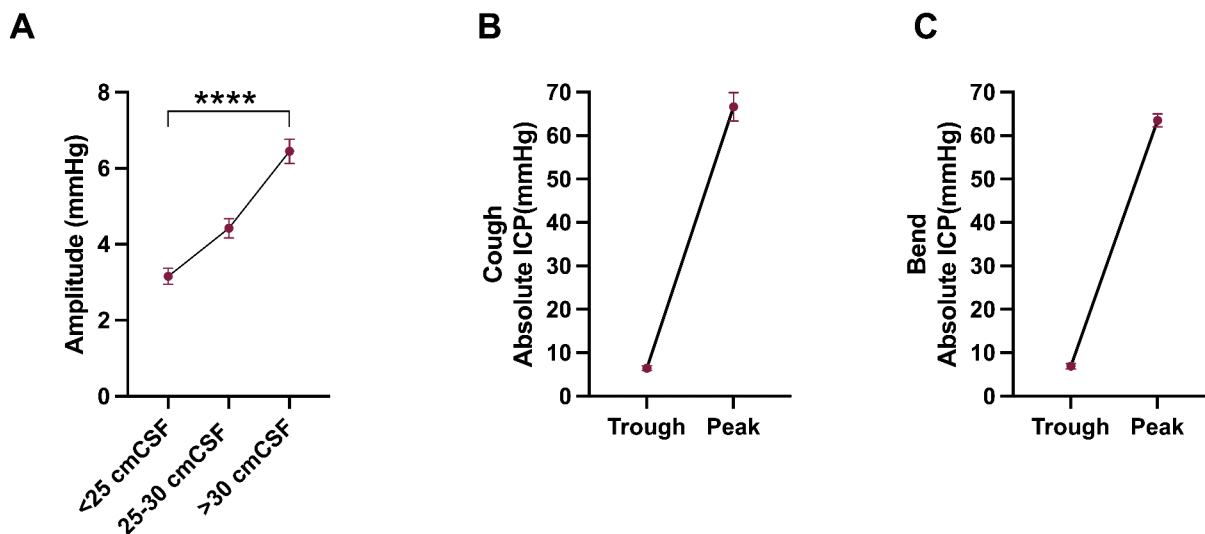 A
Amplitude (mmHg)
8
6
4
2
0
****
<25 cmCSF
25-30 cmCSF
>30 cmCSF
B
Cough
Absolute ICP(mmHg)
70
60
50
40
30
20
10
0
Trough Peak
C
Bend
Absolute ICP(mmHg)
70
60
50
40
30
20
10
0
Trough Peak